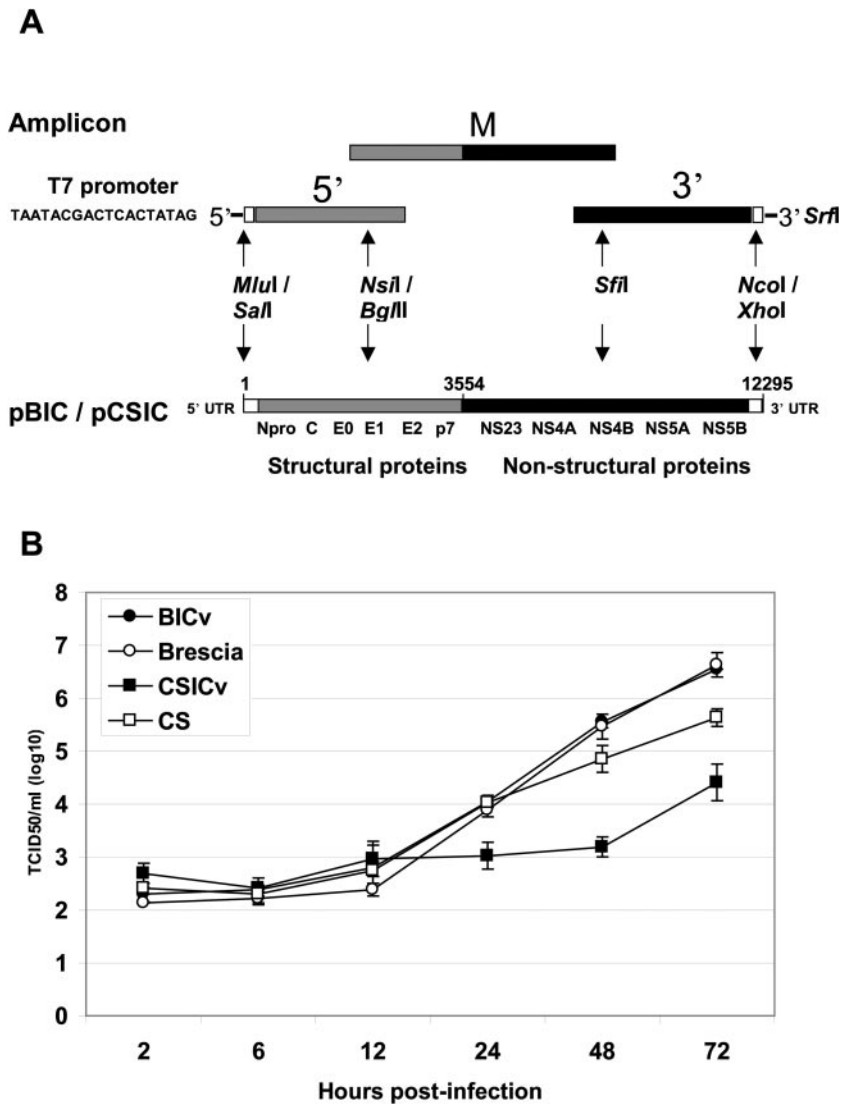 A
Amplicon
M
T7 promoter
5’
3’
TAATACGACTCACTATAG 5’
3’ SrfI
MluI /
SalI
NsiI /
BglII
SfiI
NcoI /
XhoI
1
3554
12295
pBIC / pCSIC
5’ UTR
3’ UTR
Npro C E0 E1 E2 p7 NS23 NS4A NS4B NS5A NS5B
Structural proteins
Non-structural proteins
B
TCID50/ml (log10)
8
7
6
5
4
3
2
1
0
BICv
Brescia
CSICv
CS
2 6 12 24 48 72
Hours post-infection